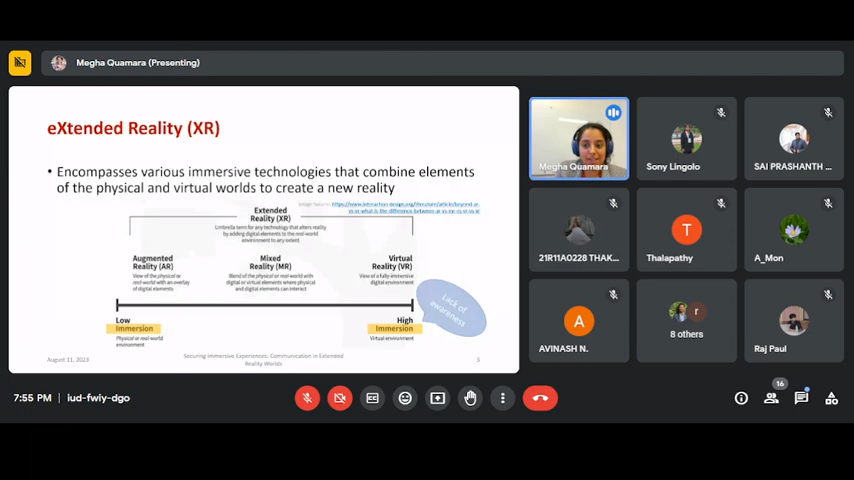 Megha Quamara (Presenting)
eXtended Reality (XR)
• Encompasses various immersive technologies that combine elements
of the physical and virtual worlds to create a new reality
Image Source:
Extended
Reality (XR)
Umbrella term for any technology that alters reality
by adding digital elements to the real-world
environment to any extent
Augmented
Reality (AR)
View of the physical or
real-world with an overlay
of digital elements
Mixed
Reality (MR)
Blend of the physical or real-world with
digital or virtual elements where physical
and digital elements can interact
Virtual
Reality (VR)
View of a fully-immersive
digital environment
Lack of
awareness
Low
Immersion
Physical or real world
environment
High
Immersion
Virtual environment
August 11, 2023
Securing Immersive Experiences: Communication in Extended
Reality Worlds
5
Megha Quamara
Sony Lingolo
SAI PRASHANTH ...
21R11A0228 THAK...
T
Thalapathy
A_Mon
A
AVINASH N.
r
8 others
Raj Paul
7:55 PM | iud-fwiy-dgo
16